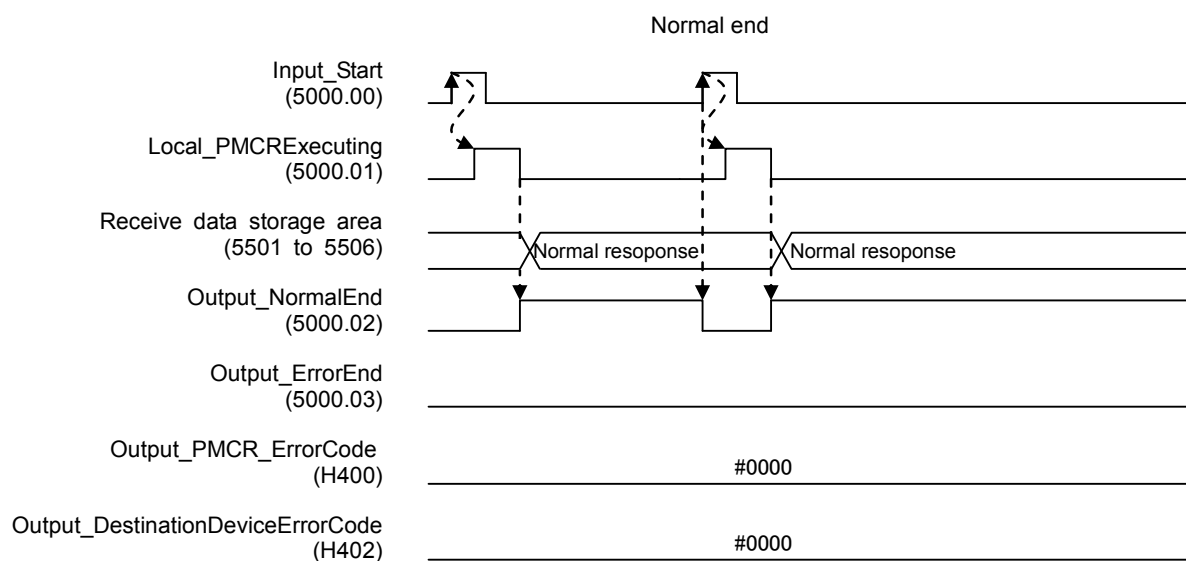 Normal end
Input_Start
(5000.00)
Local_PMCRExecuting
(5000.01)
Receive data storage area
(5501 to 5506)
Normal resoponse
Normal resoponse
Output_NormalEnd
(5000.02)
Output_ErrorEnd
(5000.03)
Output_PMCR_ErrorCode
(H400)
#0000
Output_DestinationDeviceErrorCode
(H402)
#0000